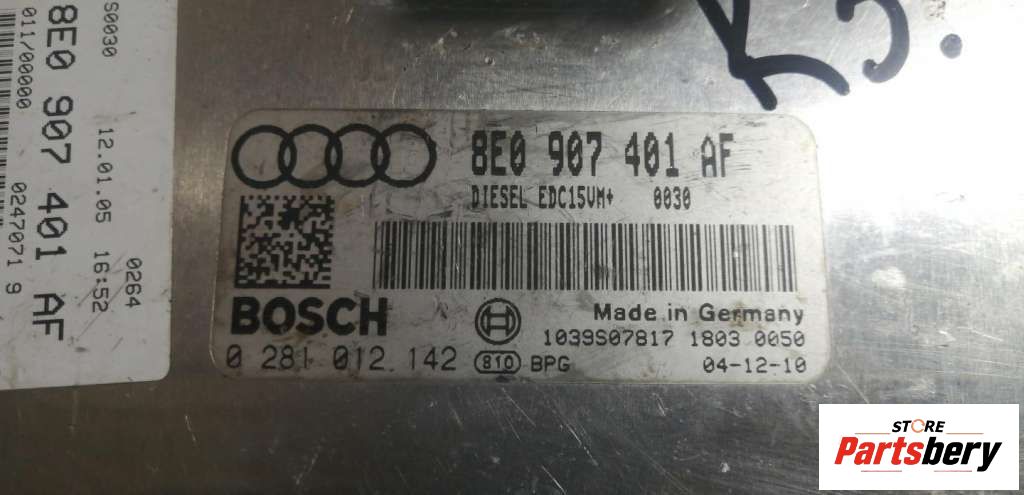 S0030
12.01.05 16:52
0264
8E0 907 401 AF
011/00000
0247071 9
8E0 907 401 AF
DIESEL EDC15VM+ 0030
BOSCH
Made in Germany
1039S07817 1803 0050
0 281 012 142 810 BPG 04-12-10
STORE
Partsbery